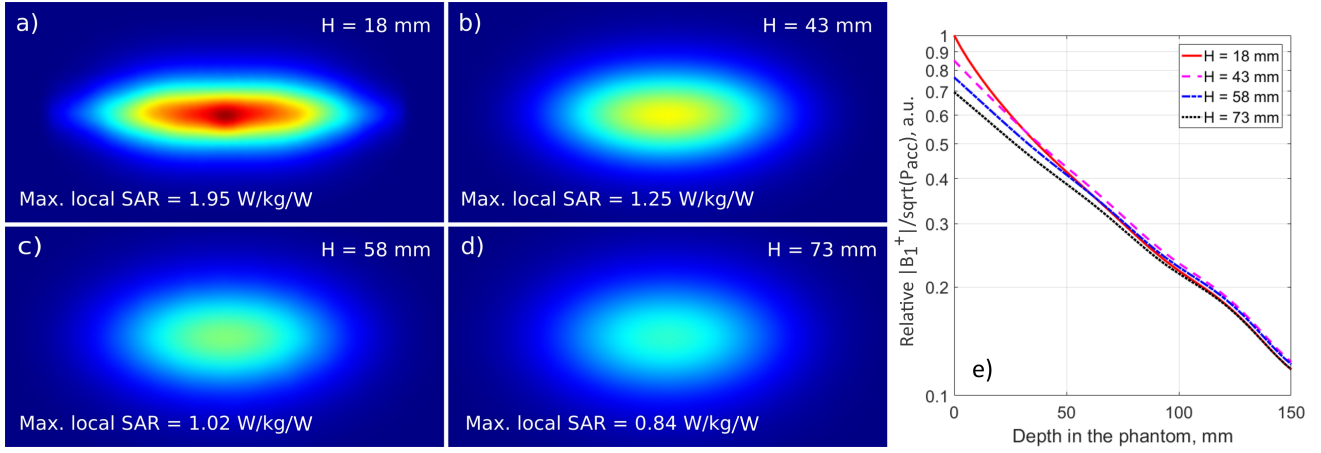 a)
H = 18 mm
Max. local SAR = 1.95 W/kg/W
b)
H = 43 mm
Max. local SAR = 1.25 W/kg/W
c)
H = 58 mm
Max. local SAR = 1.02 W/kg/W
d)
H = 73 mm
Max. local SAR = 0.84 W/kg/W
Relative |B₁⁺|/sqrt(Pacc), a.u.
1
0.9
0.8
0.7
0.6
0.5
0.4
0.3
0.2
0.1
H = 18 mm
H = 43 mm
H = 58 mm
H = 73 mm
e)
0
50
100
150
Depth in the phantom, mm